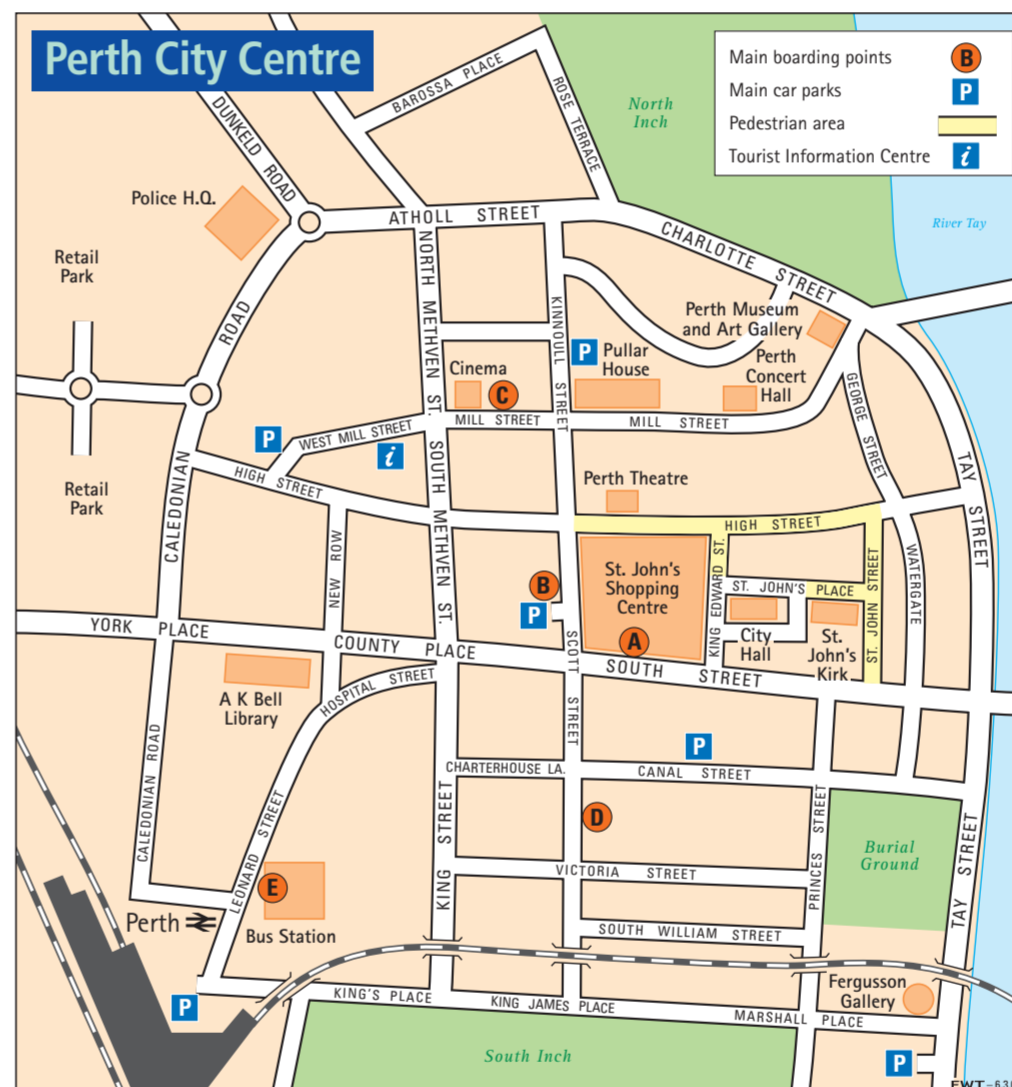 Perth City Centre
Main boarding points
B
Main car parks
P
Pedestrian area
Tourist Information Centre
i
BAROSSA PLACE
ROSE TERRACE
North
Inch
DUNKELD ROAD
Police H.Q.
ATHOLL STREET
CHARLOTTE STREET
River Tay
Retail
Park
ROAD
NORTH METHVEN ST.
KINNOULL STREET
Perth Museum
and Art Gallery
P
Pullar
House
Perth
Concert
Hall
Cinema
C
GEORGE STREET
MILL STREET
MILL STREET
WEST MILL STREET
P
i
TAY STREET
HIGH STREET
SOUTH METHVEN ST.
Perth Theatre
Retail
Park
CALEDONIAN
HIGH STREET
NEW ROW
B
P
St. John's
Shopping
Centre
A
KING EDWARD ST.
ST. JOHN'S PLACE
ST. JOHN STREET
WATERGATE
City
Hall
St.
John's
Kirk
YORK PLACE
COUNTY PLACE
SCOTT STREET
SOUTH STREET
A K Bell
Library
HOSPITAL STREET
CALEDONIAN ROAD
P
CHARTERHOUSE LA.
CANAL STREET
D
KING STREET
LEONARD STREET
PRINCES STREET
Burial
Ground
TAY STREET
VICTORIA STREET
E
Bus Station
Perth
SOUTH WILLIAM STREET
P
KING'S PLACE
KING JAMES PLACE
MARSHALL PLACE
Fergusson
Gallery
South Inch
P